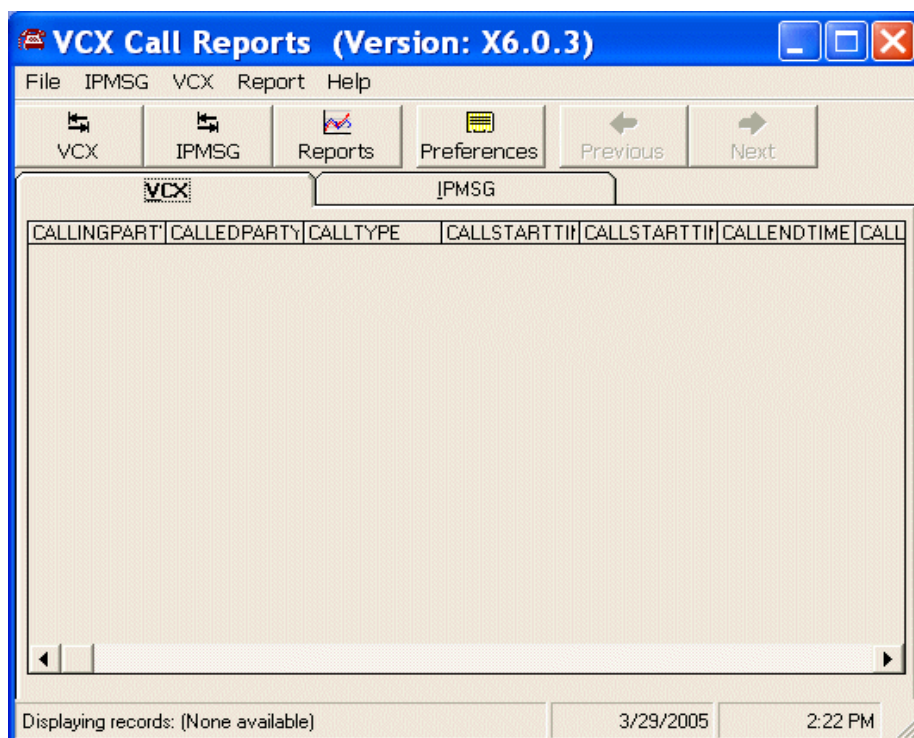 VCX Call Reports (Version: X6.0.3)
File IPMSG VCX Report Help
VCX IPMSG Reports Preferences Previous Next
VCX IPMSG
CALLINGPART CALLEDPARTY CALLTYPE CALLSTARTTI CALLSTARTTI CALLENDTIME CALL
Displaying records: (None available) 3/29/2005 2:22 PM